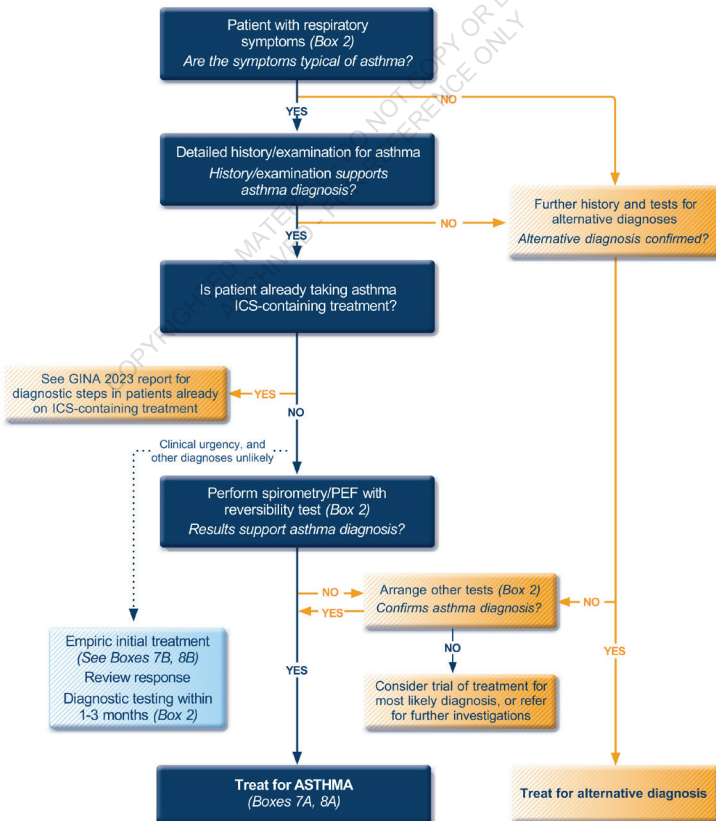 Patient with respiratory
symptoms (Box 2)
Are the symptoms typical of asthma?
NO
YES
Detailed history/examination for asthma
History/examination supports
asthma diagnosis?
NO
YES
Further history and tests for
alternative diagnoses
Alternative diagnosis confirmed?
Is patient already taking asthma
ICS-containing treatment?
See GINA 2023 report for
diagnostic steps in patients already
on ICS-containing treatment
YES
NO
Clinical urgency, and
other diagnoses unlikely
Perform spirometry/PEF with
reversibility test (Box 2)
Results support asthma diagnosis?
NO
YES
Arrange other tests (Box 2)
Confirms asthma diagnosis?
NO
NO
YES
YES
Empiric initial treatment
(See Boxes 7B, 8B)
Review response
Diagnostic testing within
1-3 months (Box 2)
Consider trial of treatment for
most likely diagnosis, or refer
for further investigations
Treat for ASTHMA
(Boxes 7A, 8A)
Treat for alternative diagnosis
COPYRIGHTED
DO NOT COPY OR
ONLY